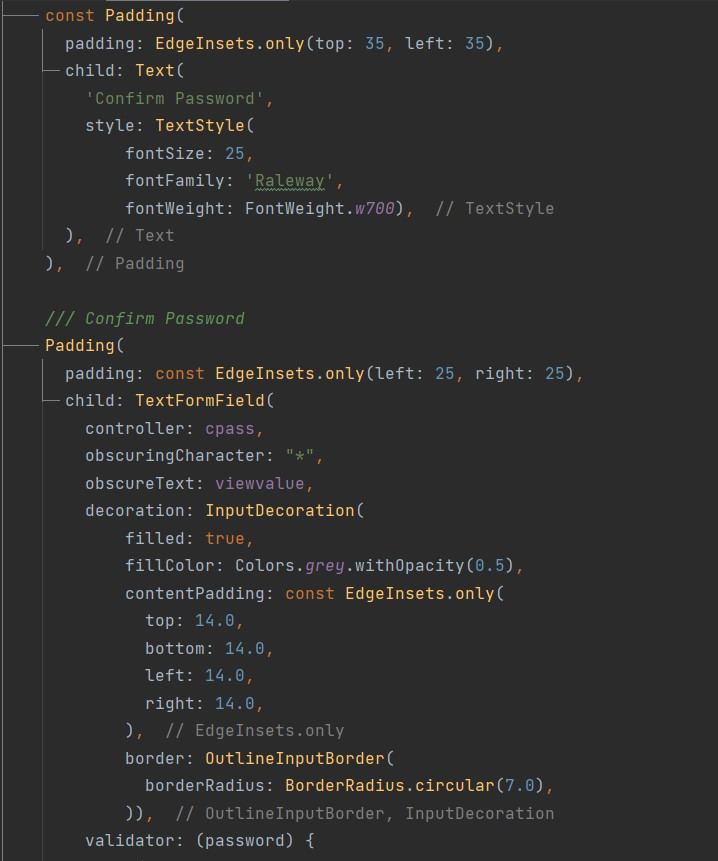 const Padding(
  padding: EdgeInsets.only(top: 35, left: 35),
  child: Text(
    'Confirm Password',
    style: TextStyle(
        fontSize: 25,
        fontFamily: 'Raleway',
        fontWeight: FontWeight.w700),  // TextStyle
  ),  // Text
),  // Padding

/// Confirm Password
Padding(
  padding: const EdgeInsets.only(left: 25, right: 25),
  child: TextFormField(
    controller: cpass,
    obscuringCharacter: "*",
    obscureText: viewvalue,
    decoration: InputDecoration(
        filled: true,
        fillColor: Colors.grey.withOpacity(0.5),
        contentPadding: const EdgeInsets.only(
          top: 14.0,
          bottom: 14.0,
          left: 14.0,
          right: 14.0,
        ),  // EdgeInsets.only
        border: OutlineInputBorder(
          borderRadius: BorderRadius.circular(7.0),
        )),  // OutlineInputBorder, InputDecoration
    validator: (password) {